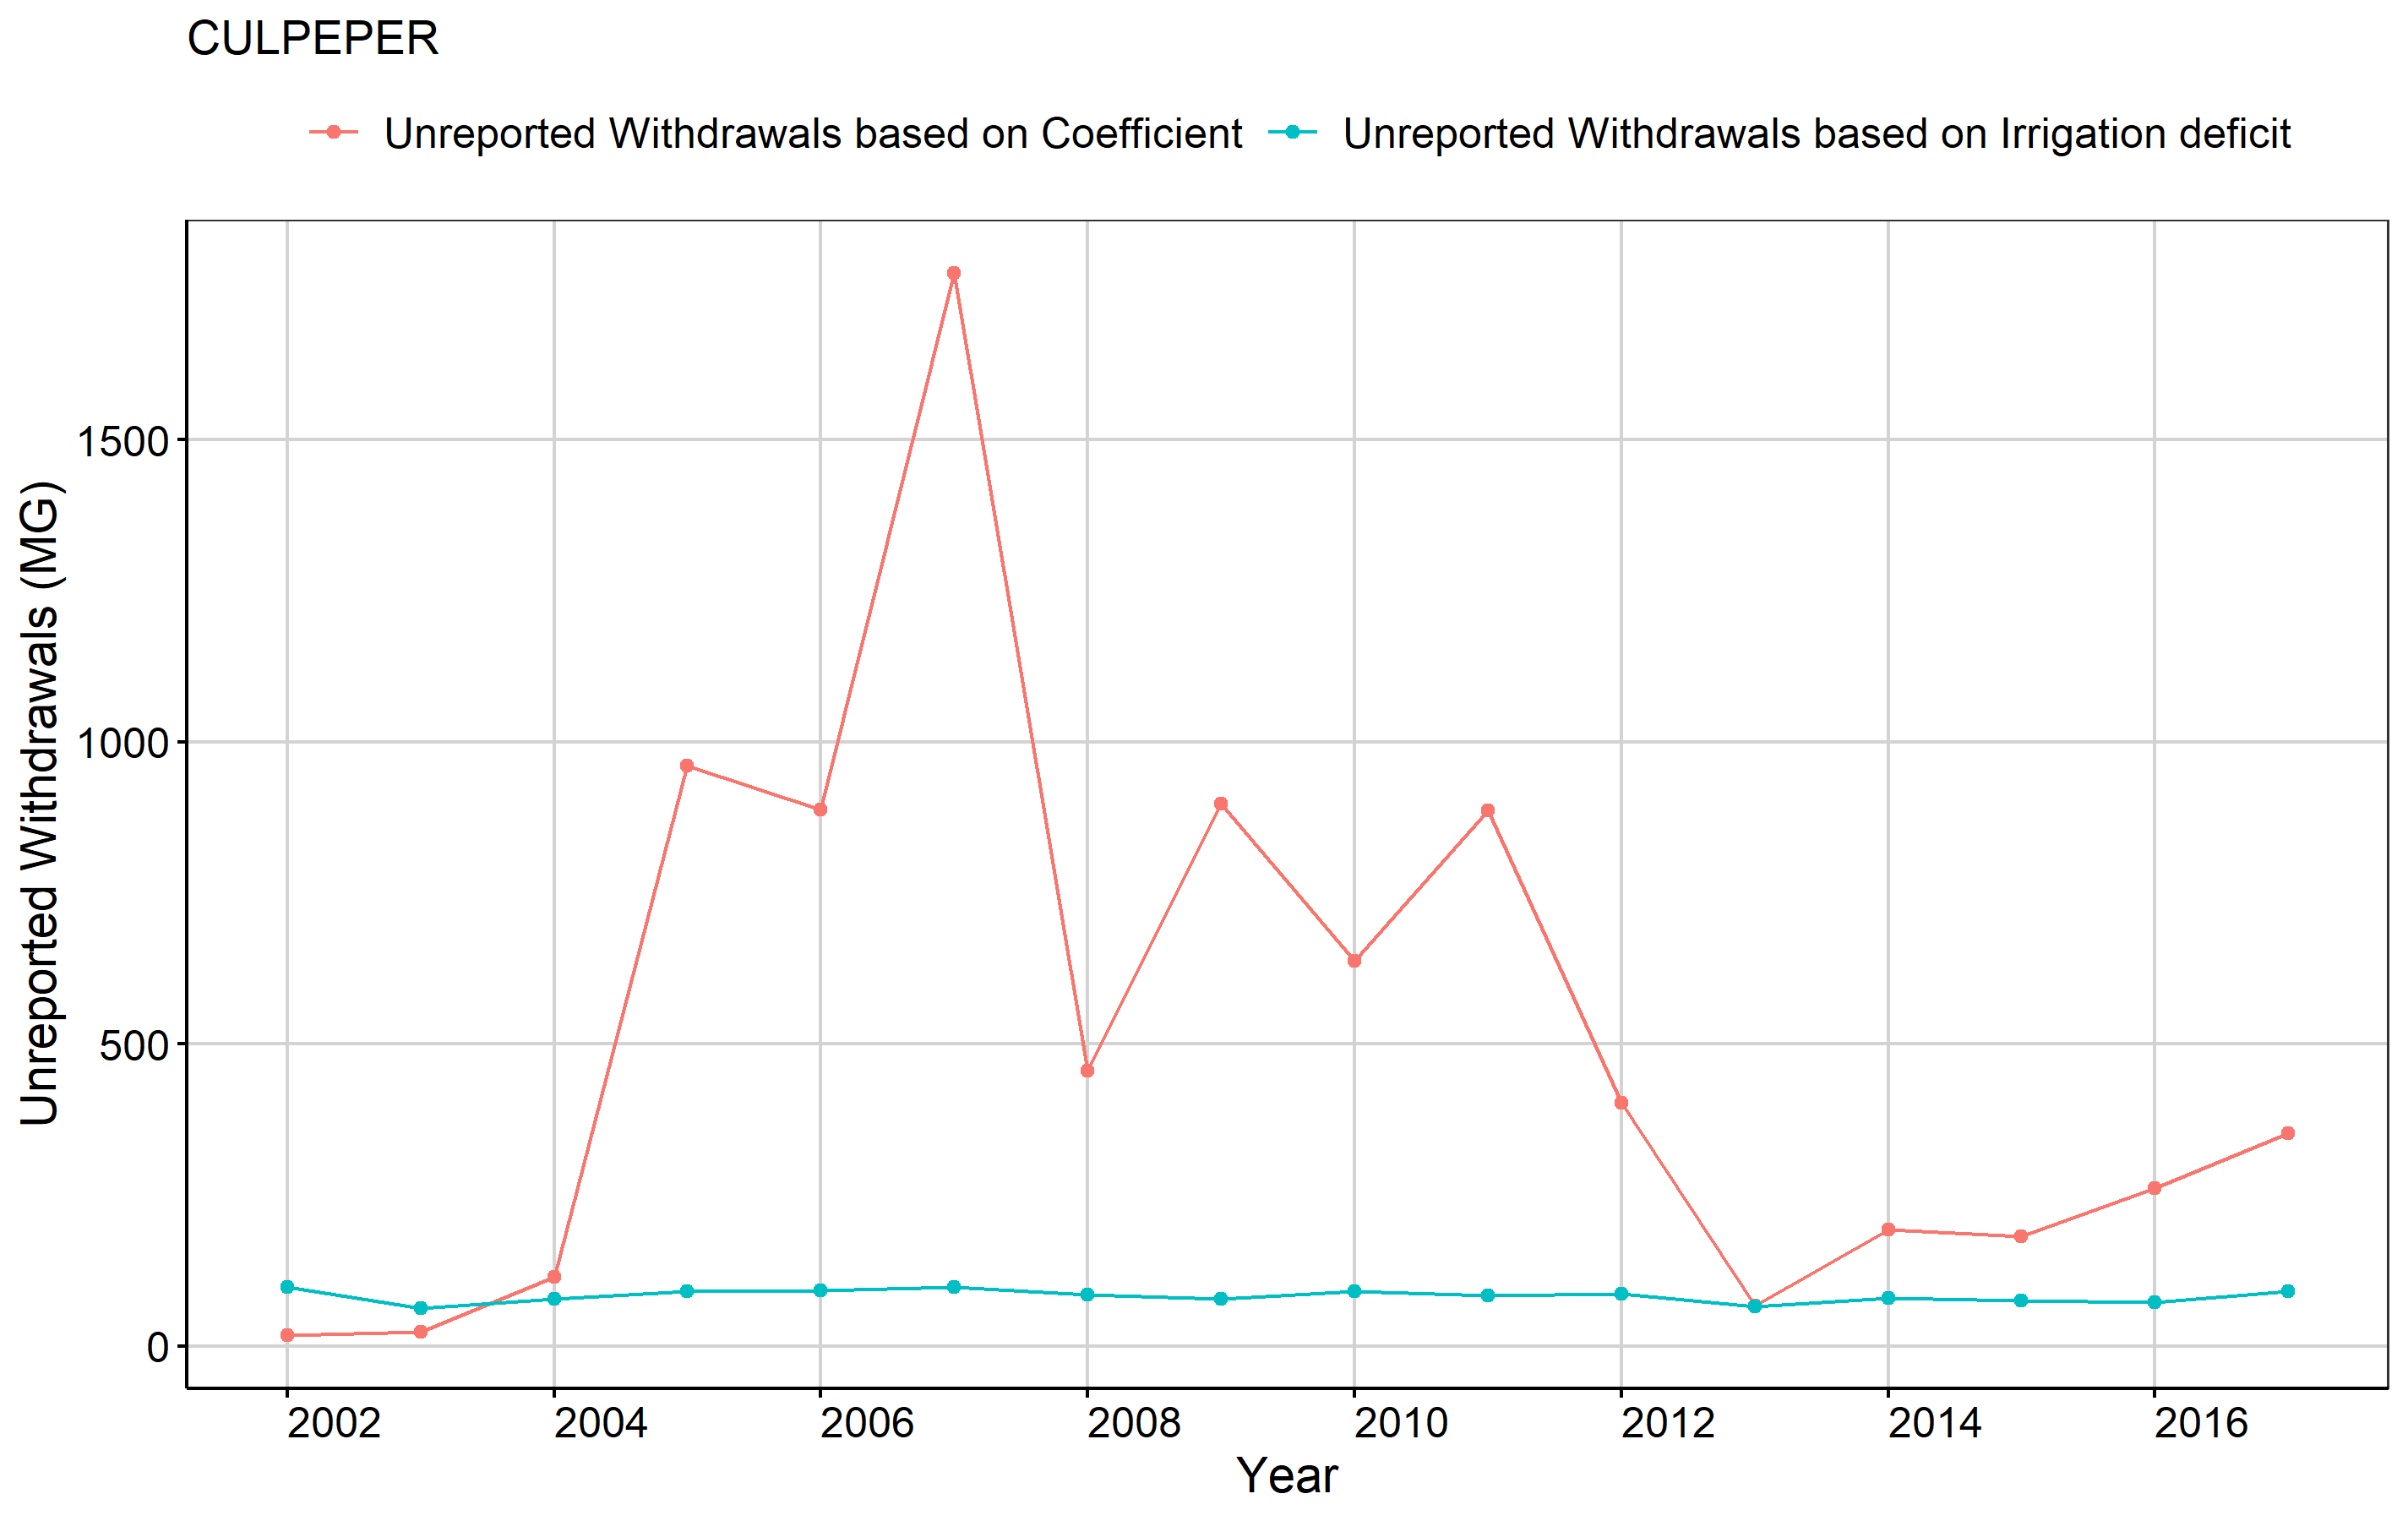 CULPEPER
Unreported Withdrawals based on Coefficient Unreported Withdrawals based on Irrigation deficit
Unreported Withdrawals (MG)
1500
1000
500
0
2002 2004 2006 2008 2010 2012 2014 2016
Year